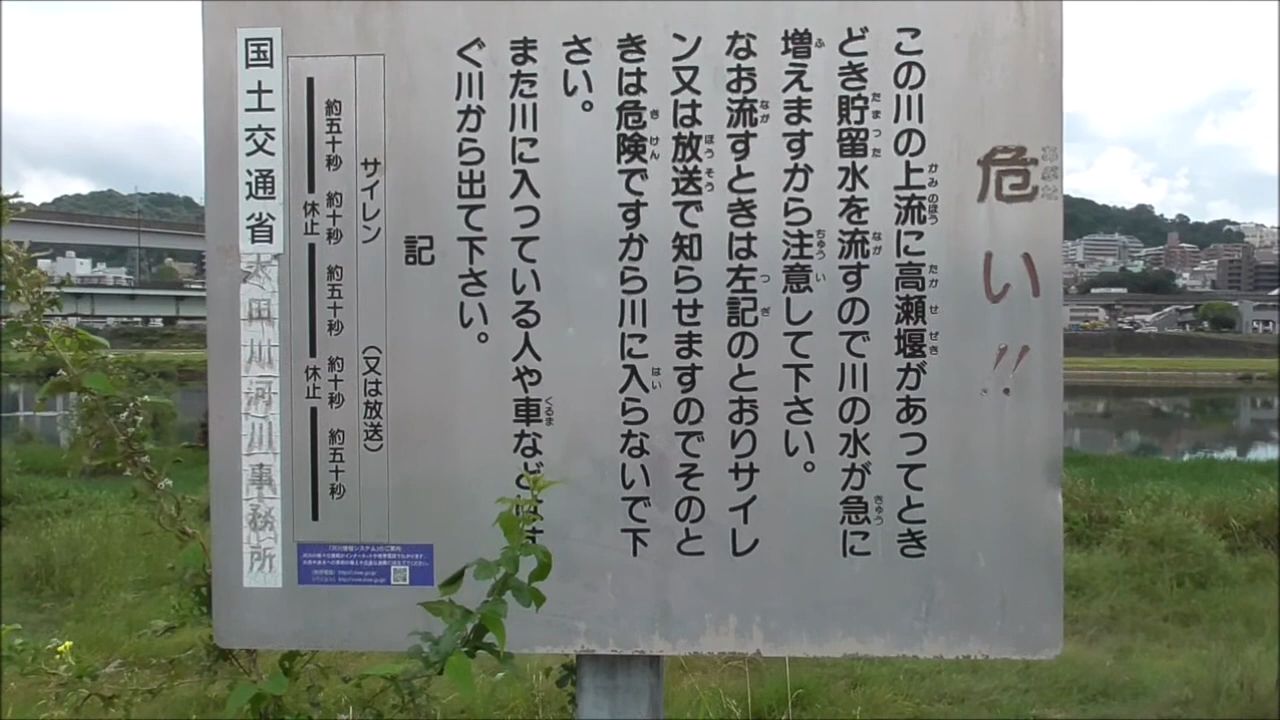 危い!!
この川の上流に高瀬堰があってとき
どき貯留水を流すので川の水が急に
増えますから注意して下さい。
なお流すときは左記のとおりサイレ
ン又は放送で知らせますのでそのと
きは危険ですから川に入らないで下
さい。
また川に入っている人や車など
ぐ川から出て下さい。
記
サイレン (又は放送)
約五十秒 約十秒 約五十秒 約十秒 約五十秒
休止 休止
国土交通省太田川河川事務所